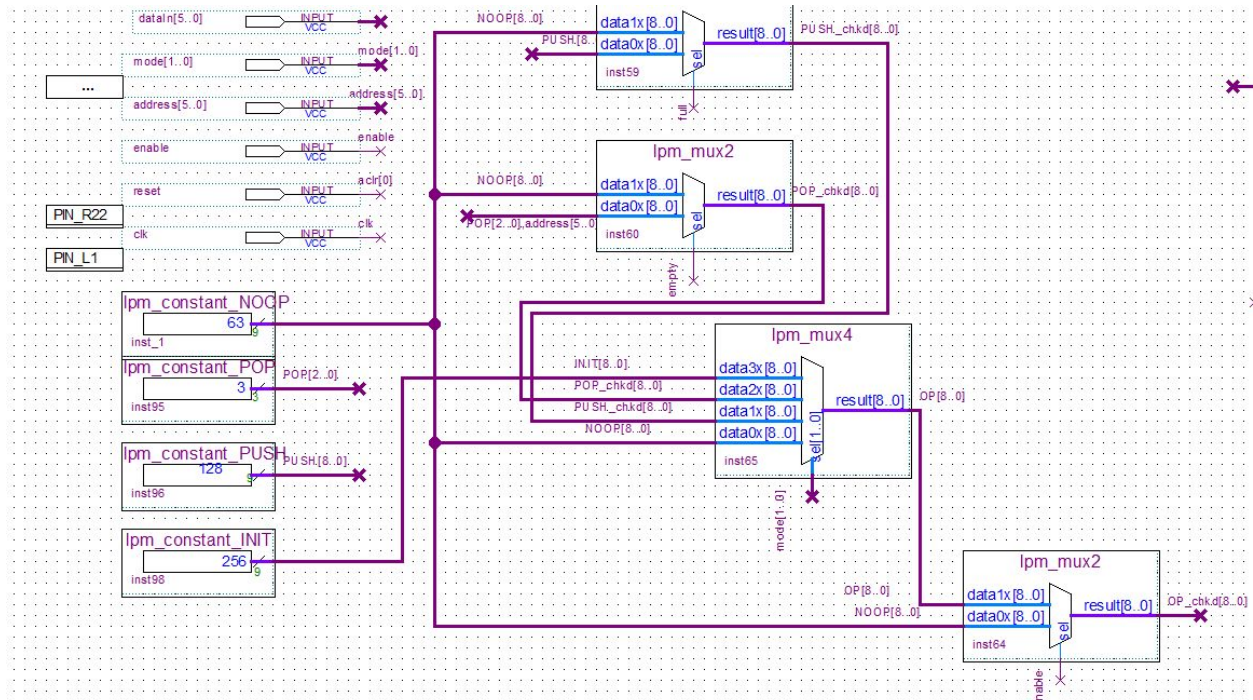 dataIn[5..0]
INPUT
VCC
mode[1..0]
mode[1..0]
INPUT
VCC
...
address[5..0]
address[5..0]
INPUT
VCC
enable
enable
INPUT
VCC
reset
aclr[0]
INPUT
VCC
PIN_R22
clk
clk
INPUT
VCC
PIN_L1
lpm_constant_NOOP
63
9
inst_1
lpm_constant_POP
3
3
POP[2..0]
inst95
lpm_constant_PUSH
128
9
PUSH.[8..0]
inst96
lpm_constant_INIT
256
9
inst98
NOOP[8..0]
data1x[8..0]
result[8..0]
PUSH._chkd[8..0]
PUSH.[8..
data0x[8..0]
sel
inst59
full
lpm_mux2
NOOP[8..0]
data1x[8..0]
result[8..0]
POP_chkd[8..0]
data0x[8..0]
POP[2..0],address[5..0]
sel
inst60
empty
lpm_mux4
INIT[8..0]
data3x[8..0]
POP_chkd[8..0]
data2x[8..0]
result[8..0]
OP[8..0]
PUSH._chkd[8..0]
data1x[8..0]
NOOP[8..0]
data0x[8..0]
sel[1..0]
inst65
mode[1..0]
lpm_mux2
OP[8..0]
data1x[8..0]
result[8..0]
OP_chkd[8..0]
NOOP[8..0]
data0x[8..0]
sel
inst64
nable